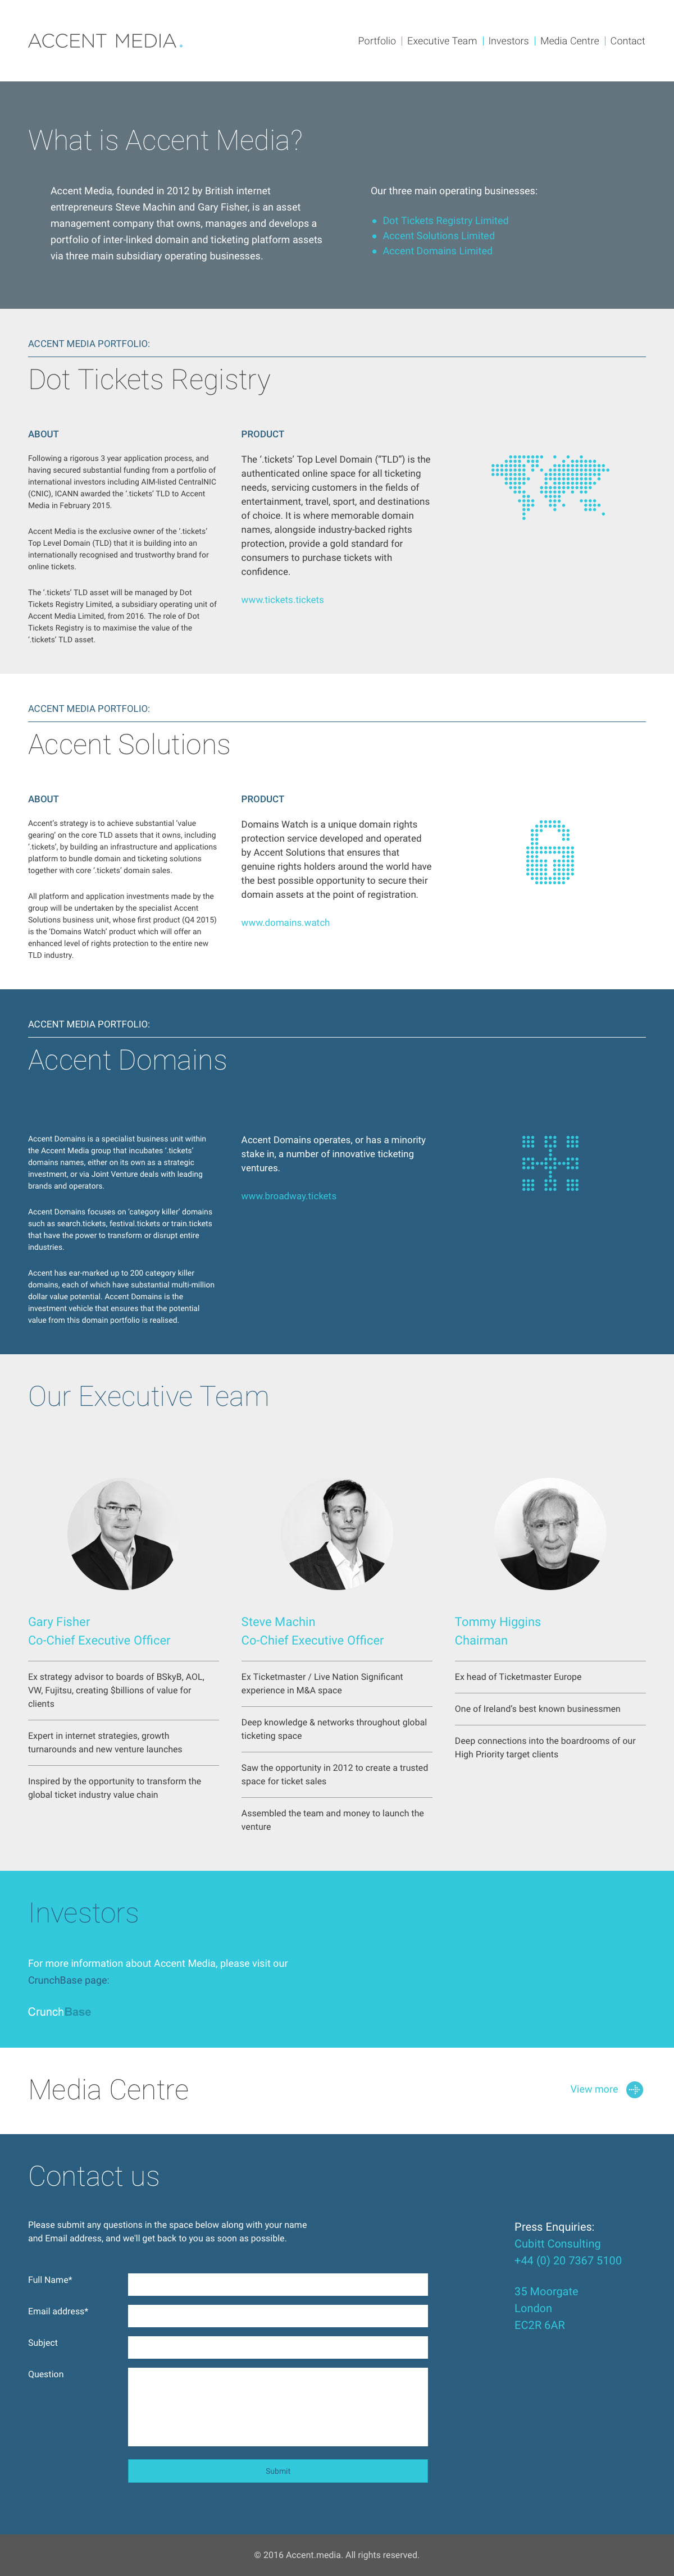 ACCENT MEDIA.
Portfolio | Executive Team | Investors | Media Centre | Contact
What is Accent Media?
Accent Media, founded in 2012 by British internet
entrepreneurs Steve Machin and Gary Fisher, is an asset
management company that owns, manages and develops a
portfolio of inter-linked domain and ticketing platform assets
via three main subsidiary operating businesses.
Our three main operating businesses:
Dot Tickets Registry Limited
Accent Solutions Limited
Accent Domains Limited
ACCENT MEDIA PORTFOLIO:
Dot Tickets Registry
ABOUT
Following a rigorous 3 year application process, and
having secured substantial funding from a portfolio of
international investors including AIM-listed CentralNIC
(CNIC), ICANN awarded the ‘.tickets’ TLD to Accent
Media in February 2015.
Accent Media is the exclusive owner of the ‘.tickets’
Top Level Domain (TLD) that it is building into an
internationally recognised and trustworthy brand for
online tickets.
The ‘.tickets’ TLD asset will be managed by Dot
Tickets Registry Limited, a subsidiary operating unit of
Accent Media Limited, from 2016. The role of Dot
Tickets Registry is to maximise the value of the
‘.tickets’ TLD asset.
PRODUCT
The ‘.tickets’ Top Level Domain (“TLD”) is the
authenticated online space for all ticketing
needs, servicing customers in the fields of
entertainment, travel, sport, and destinations
of choice. It is where memorable domain
names, alongside industry-backed rights
protection, provide a gold standard for
consumers to purchase tickets with
confidence.
www.tickets.tickets
ACCENT MEDIA PORTFOLIO:
Accent Solutions
ABOUT
Accent’s strategy is to achieve substantial ‘value
gearing’ on the core TLD assets that it owns, including
‘.tickets’, by building an infrastructure and applications
platform to bundle domain and ticketing solutions
together with core ‘.tickets’ domain sales.
All platform and application investments made by the
group will be undertaken by the specialist Accent
Solutions business unit, whose first product (Q4 2015)
is the ‘Domains Watch’ product which will offer an
enhanced level of rights protection to the entire new
TLD industry.
PRODUCT
Domains Watch is a unique domain rights
protection service developed and operated
by Accent Solutions that ensures that
genuine rights holders around the world have
the best possible opportunity to secure their
domain assets at the point of registration.
www.domains.watch
ACCENT MEDIA PORTFOLIO:
Accent Domains
Accent Domains is a specialist business unit within
the Accent Media group that incubates ‘.tickets’
domains names, either on its own as a strategic
investment, or via Joint Venture deals with leading
brands and operators.
Accent Domains focuses on ‘category killer’ domains
such as search.tickets, festival.tickets or train.tickets
that have the power to transform or disrupt entire
industries.
Accent has ear-marked up to 200 category killer
domains, each of which have substantial multi-million
dollar value potential. Accent Domains is the
investment vehicle that ensures that the potential
value from this domain portfolio is realised.
Accent Domains operates, or has a minority
stake in, a number of innovative ticketing
ventures.
www.broadway.tickets
Our Executive Team
Gary Fisher
Co-Chief Executive Officer
Ex strategy advisor to boards of BSkyB, AOL,
VW, Fujitsu, creating $billions of value for
clients
Expert in internet strategies, growth
turnarounds and new venture launches
Inspired by the opportunity to transform the
global ticket industry value chain
Steve Machin
Co-Chief Executive Officer
Ex Ticketmaster / Live Nation Significant
experience in M&A space
Deep knowledge & networks throughout global
ticketing space
Saw the opportunity in 2012 to create a trusted
space for ticket sales
Assembled the team and money to launch the
venture
Tommy Higgins
Chairman
Ex head of Ticketmaster Europe
One of Ireland’s best known businessmen
Deep connections into the boardrooms of our
High Priority target clients
Investors
For more information about Accent Media, please visit our
CrunchBase page:
CrunchBase
Media Centre
View more
Contact us
Please submit any questions in the space below along with your name
and Email address, and we'll get back to you as soon as possible.
Full Name*
Email address*
Subject
Question
Submit
Press Enquiries:
Cubitt Consulting
+44 (0) 20 7367 5100
35 Moorgate
London
EC2R 6AR
© 2016 Accent.media. All rights reserved.